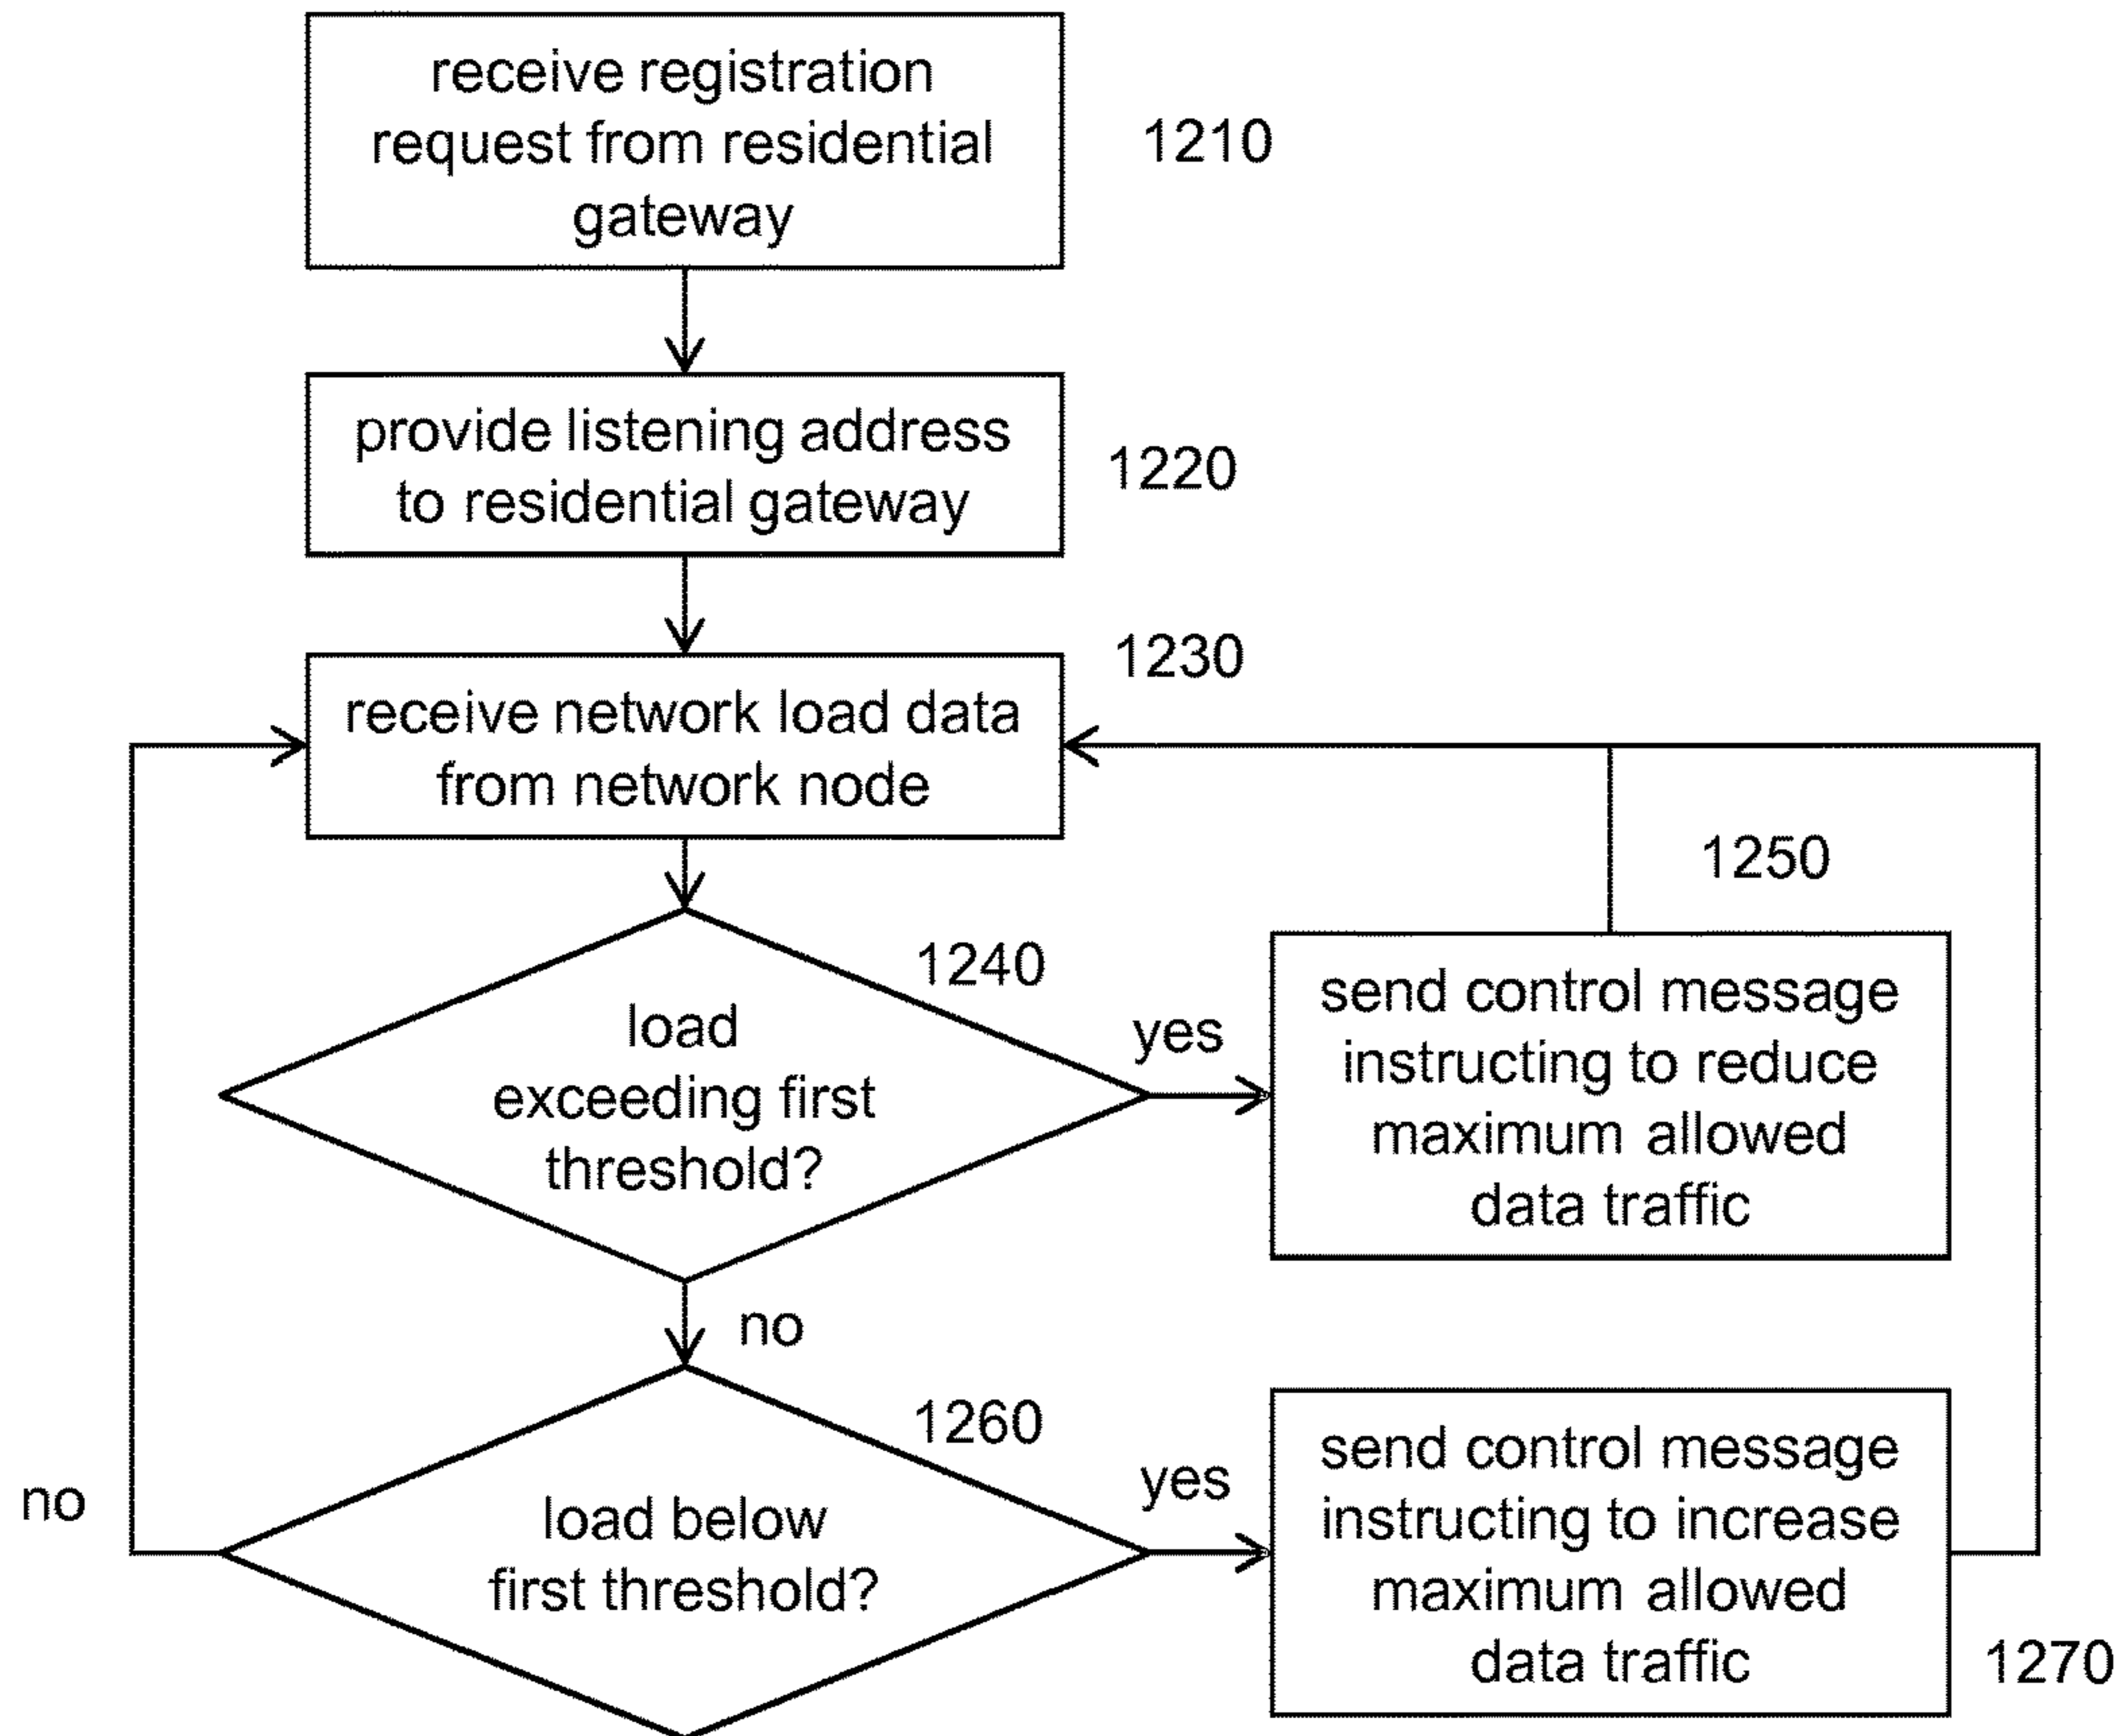 receive registration
request from residential
gateway
1210
provide listening address
to residential gateway
1220
1230
receive network load data
from network node
1250
1240
load
exceeding first
threshold?
yes
send control message
instructing to reduce
maximum allowed
data traffic
no
1260
load below
first threshold?
no
yes
send control message
instructing to increase
maximum allowed
data traffic
1270